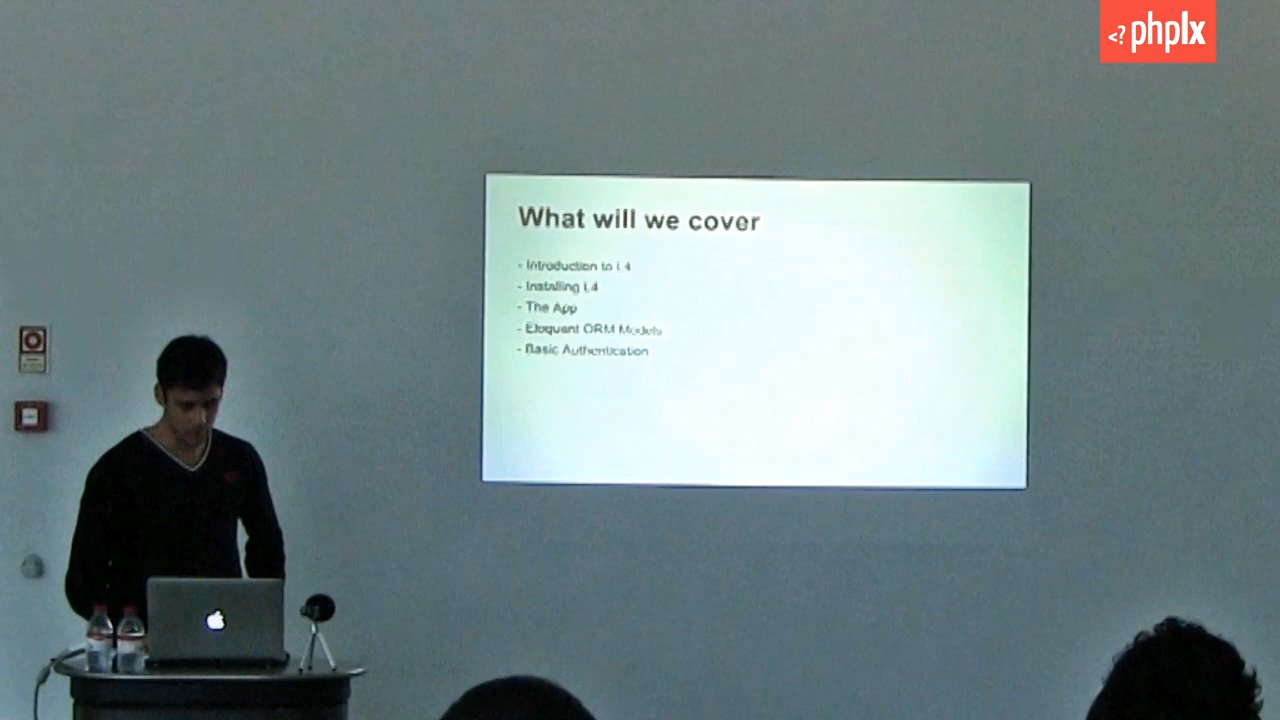 <? phplx
What will we cover
- Introduction to L4
- Installing L4
- The App
- Eloquent ORM Models
- Basic Authentication